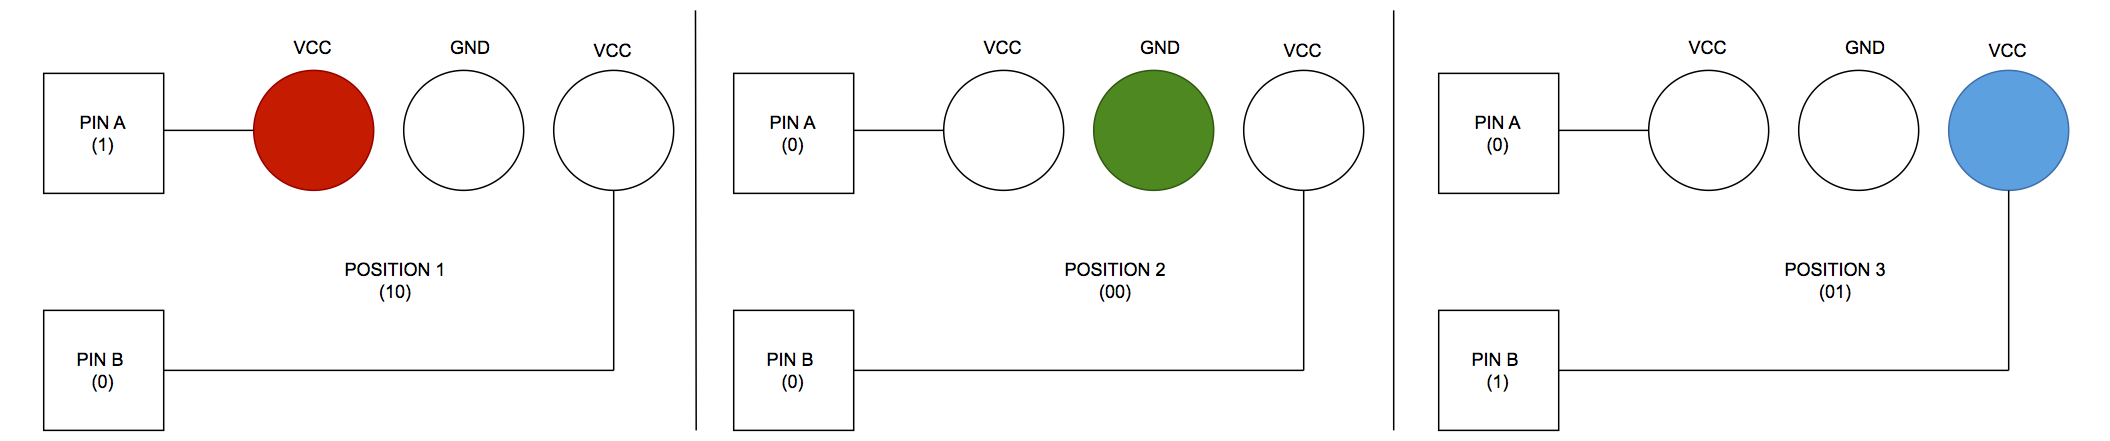 VCC
GND
VCC
PIN A
(1)
POSITION 1
(10)
PIN B
(0)
VCC
GND
VCC
PIN A
(0)
POSITION 2
(00)
PIN B
(0)
VCC
GND
VCC
PIN A
(0)
POSITION 3
(01)
PIN B
(1)